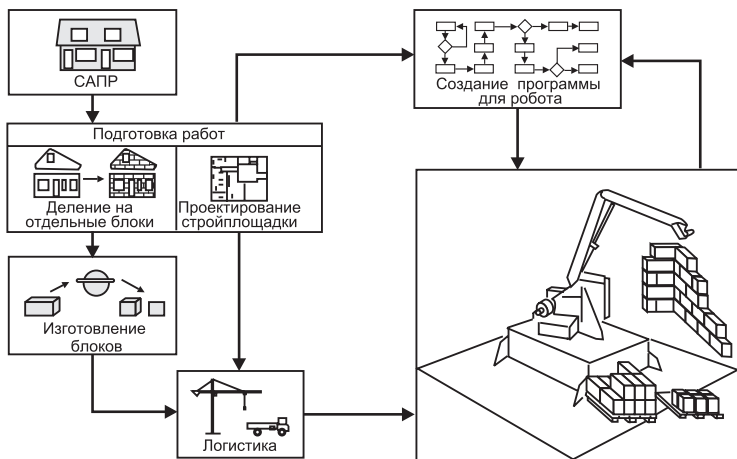 САПР
Подготовка работ
Деление на
отдельные блоки
Проектирование
стройплощадки
Изготовление
блоков
Логистика
Создание программы
для робота